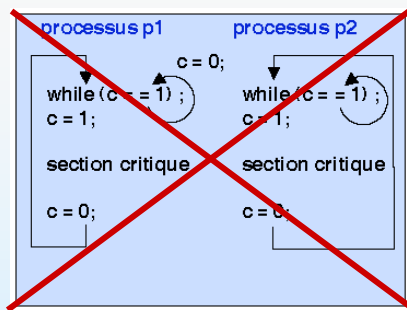 processus p1 processus p2
c = 0;
while (c = = 1) ; while (c = = 1) ;
c = 1; c = 1;
section critique section critique
c = 0; c = 0;